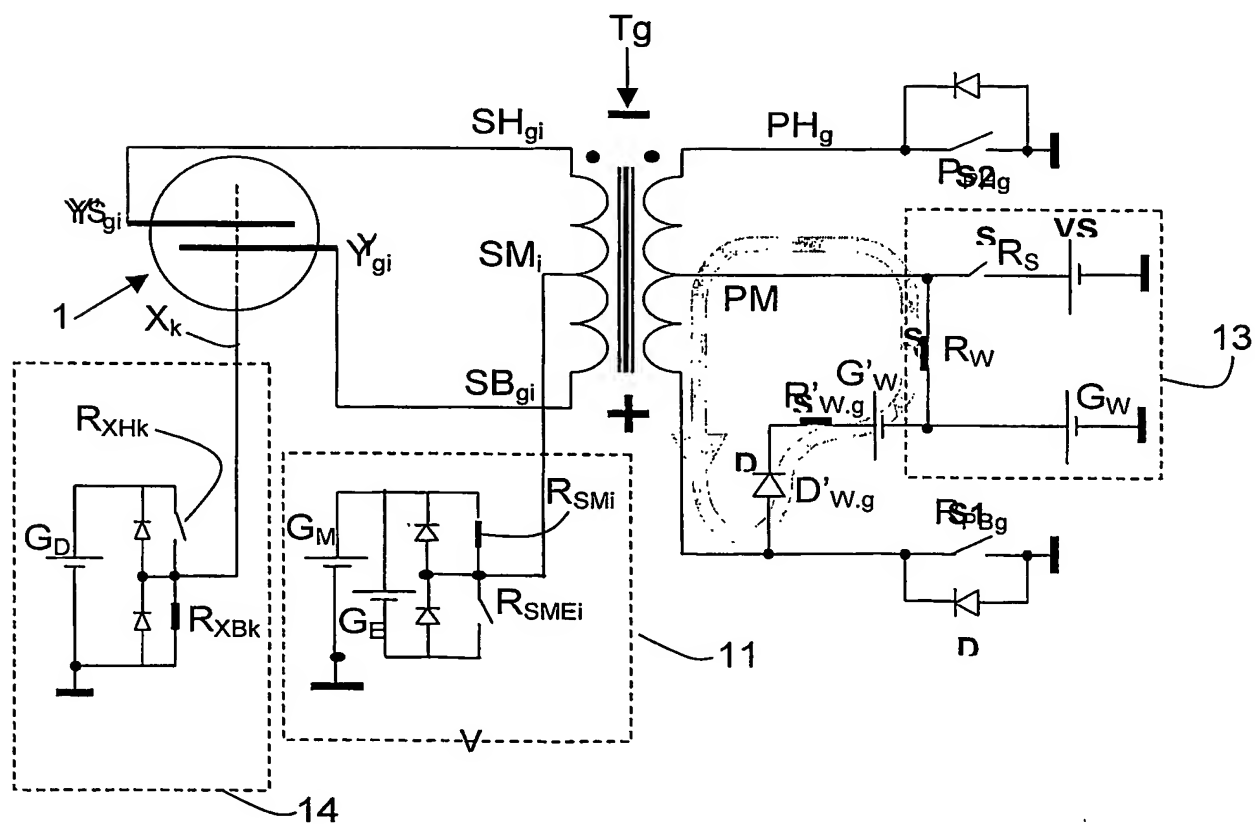 Tg
SHgi
PHg
YSgi
Ygi
SMi
PM
S
RS
VS
13
1
Xk
SBgi
G'W
RW
R'W.g
GW
D
D'W.g
RXHk
RSMi
GD
GM
GE
RXBk
RSMEi
11
D
V
14